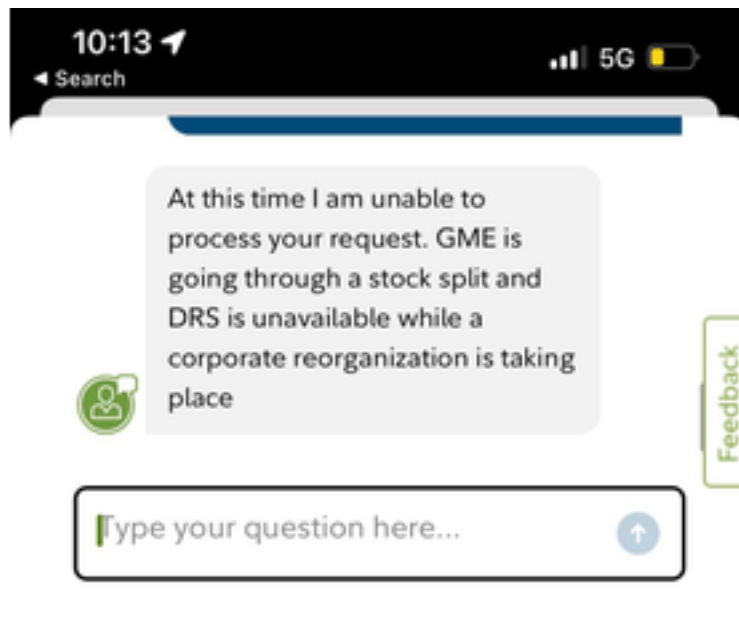 10:13
5G
◀ Search
At this time I am unable to
process your request. GME is
going through a stock split and
DRS is unavailable while a
corporate reorganization is taking
place
Feedback
Type your question here...